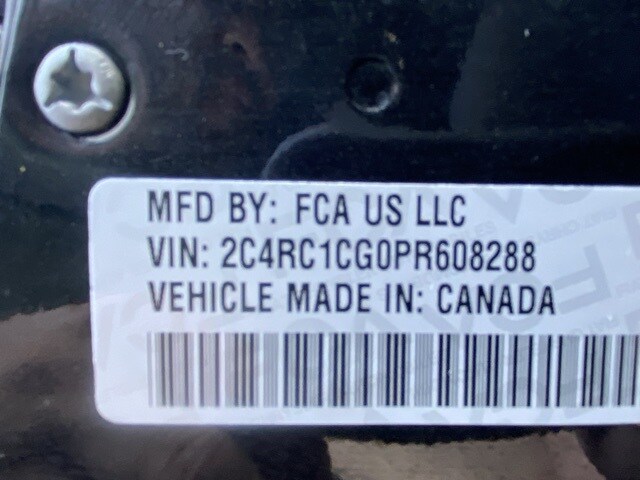 MFD BY: FCA US LLC
VIN: 2C4RC1CG0PR608288
VEHICLE MADE IN: CANADA